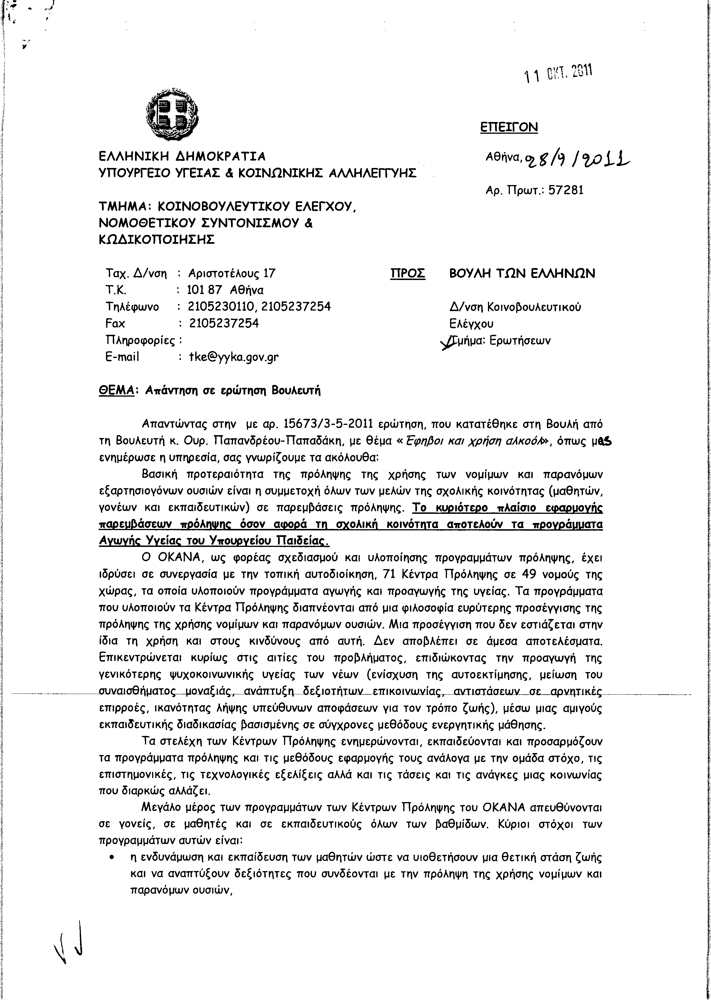 11 ΟΚΤ. 2011
ΕΠΕΙΓΟΝ
ΕΛΛΗΝΙΚΗ ΔΗΜΟΚΡΑΤΙΑ
Αθήνα, 28/9/2011
ΥΠΟΥΡΓΕΙΟ ΥΓΕΙΑΣ & ΚΟΙΝΩΝΙΚΗΣ ΑΛΛΗΛΕΓΓΥΗΣ
Αρ. Πρωτ.: 57281
ΤΜΗΜΑ: ΚΟΙΝΟΒΟΥΛΕΥΤΙΚΟΥ ΕΛΕΓΧΟΥ,
ΝΟΜΟΘΕΤΙΚΟΥ ΣΥΝΤΟΝΙΣΜΟΥ &
ΚΩΔΙΚΟΠΟΙΗΣΗΣ
Ταχ. Δ/νση : Αριστοτέλους 17
Τ.Κ. : 101 87 Αθήνα
Τηλέφωνο : 2105230110, 2105237254
Fax : 2105237254
Πληροφορίες :
E-mail : tke@yyka.gov.gr
ΠΡΟΣ ΒΟΥΛΗ ΤΩΝ ΕΛΛΗΝΩΝ
Δ/νση Κοινοβουλευτικού
Ελέγχου
Τμήμα: Ερωτήσεων
ΘΕΜΑ: Απάντηση σε ερώτηση Βουλευτή
Απαντώντας στην με αρ. 15673/3-5-2011 ερώτηση, που κατατέθηκε στη Βουλή από
τη Βουλευτή κ. Ουρ. Παπανδρέου-Παπαδάκη, με θέμα «Έφηβοι και χρήση αλκοόλ», όπως μας
ενημέρωσε η υπηρεσία, σας γνωρίζουμε τα ακόλουθα:
Βασική προτεραιότητα της πρόληψης της χρήσης των νομίμων και παρανόμων
εξαρτησιογόνων ουσιών είναι η συμμετοχή όλων των μελών της σχολικής κοινότητας (μαθητών,
γονέων και εκπαιδευτικών) σε παρεμβάσεις πρόληψης. Το κυριότερο πλαίσιο εφαρμογής
παρεμβάσεων πρόληψης όσον αφορά τη σχολική κοινότητα αποτελούν τα προγράμματα
Αγωγής Υγείας του Υπουργείου Παιδείας.
Ο ΟΚΑΝΑ, ως φορέας σχεδιασμού και υλοποίησης προγραμμάτων πρόληψης, έχει
ιδρύσει σε συνεργασία με την τοπική αυτοδιοίκηση, 71 Κέντρα Πρόληψης σε 49 νομούς της
χώρας, τα οποία υλοποιούν προγράμματα αγωγής και προαγωγής της υγείας. Τα προγράμματα
που υλοποιούν τα Κέντρα Πρόληψης διαπνέονται από μια φιλοσοφία ευρύτερης προσέγγισης της
πρόληψης της χρήσης νομίμων και παρανόμων ουσιών. Μια προσέγγιση που δεν εστιάζεται στην
ίδια τη χρήση και στους κινδύνους από αυτή. Δεν αποβλέπει σε άμεσα αποτελέσματα.
Επικεντρώνεται κυρίως στις αιτίες του προβλήματος, επιδιώκοντας την προαγωγή της
γενικότερης ψυχοκοινωνικής υγείας των νέων (ενίσχυση της αυτοεκτίμησης, μείωση του
συναισθήματος μοναξιάς, ανάπτυξη δεξιοτήτων επικοινωνίας, αντιστάσεων σε αρνητικές
επιρροές, ικανότητας λήψης υπεύθυνων αποφάσεων για τον τρόπο ζωής), μέσω μιας αμιγούς
εκπαιδευτικής διαδικασίας βασισμένης σε σύγχρονες μεθόδους ενεργητικής μάθησης.
Τα στελέχη των Κέντρων Πρόληψης ενημερώνονται, εκπαιδεύονται και προσαρμόζουν
τα προγράμματα πρόληψης και τις μεθόδους εφαρμογής τους ανάλογα με την ομάδα στόχο, τις
επιστημονικές, τις τεχνολογικές εξελίξεις αλλά και τις τάσεις και τις ανάγκες μιας κοινωνίας
που διαρκώς αλλάζει.
Μεγάλο μέρος των προγραμμάτων των Κέντρων Πρόληψης του ΟΚΑΝΑ απευθύνονται
σε γονείς, σε μαθητές και σε εκπαιδευτικούς όλων των βαθμίδων. Κύριοι στόχοι των
προγραμμάτων αυτών είναι:
• η ενδυνάμωση και εκπαίδευση των μαθητών ώστε να υιοθετήσουν μια θετική στάση ζωής
και να αναπτύξουν δεξιότητες που συνδέονται με την πρόληψη της χρήσης νομίμων και
παρανόμων ουσιών,